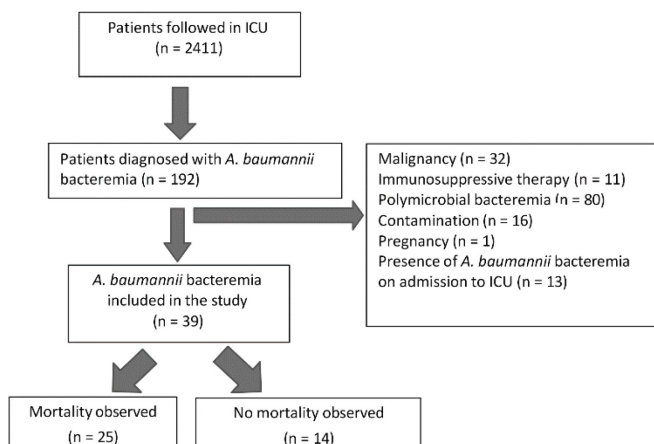 Patients followed in ICU
(n = 2411)
Patients diagnosed with A. baumannii
bacteremia (n = 192)
Malignancy (n = 32)
Immunosuppressive therapy (n = 11)
Polymicrobial bacteremia (n = 80)
Contamination (n = 16)
Pregnancy (n = 1)
Presence of A. baumannii bacteremia
on admission to ICU (n = 13)
A. baumannii bacteremia
included in the study
(n = 39)
Mortality observed
(n = 25)
No mortality observed
(n = 14)